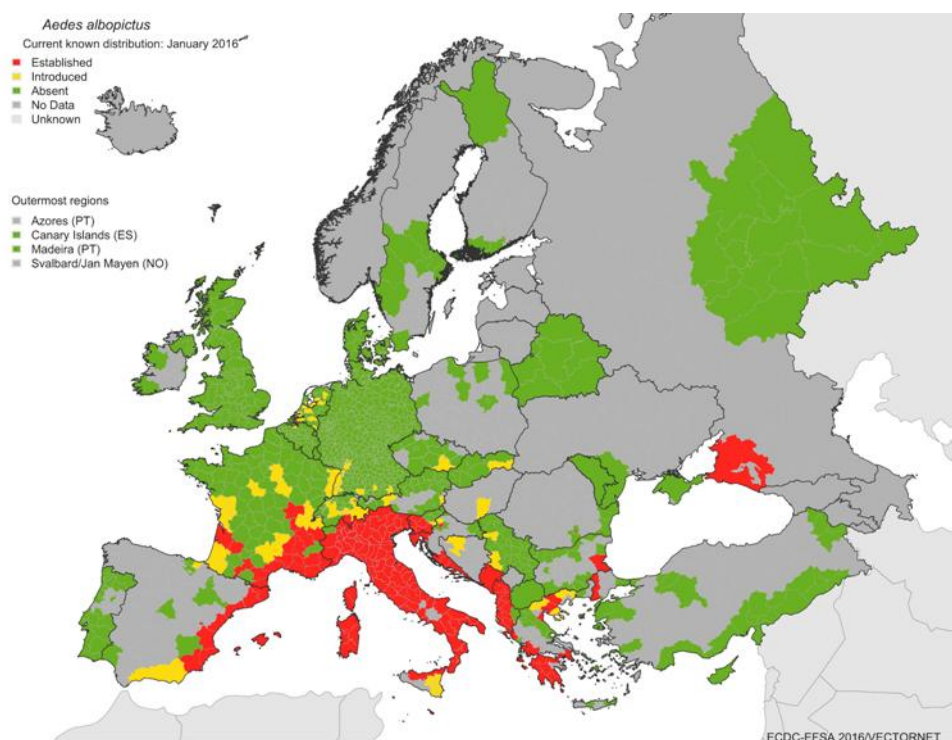 Aedes albopictus
Current known distribution: January 2016
Established
Introduced
Absent
No Data
Unknown
Outermost regions
Azores (PT)
Canary Islands (ES)
Madeira (PT)
Svalbard/Jan Mayen (NO)
ECDC-EFSA 2016/VECTORNET